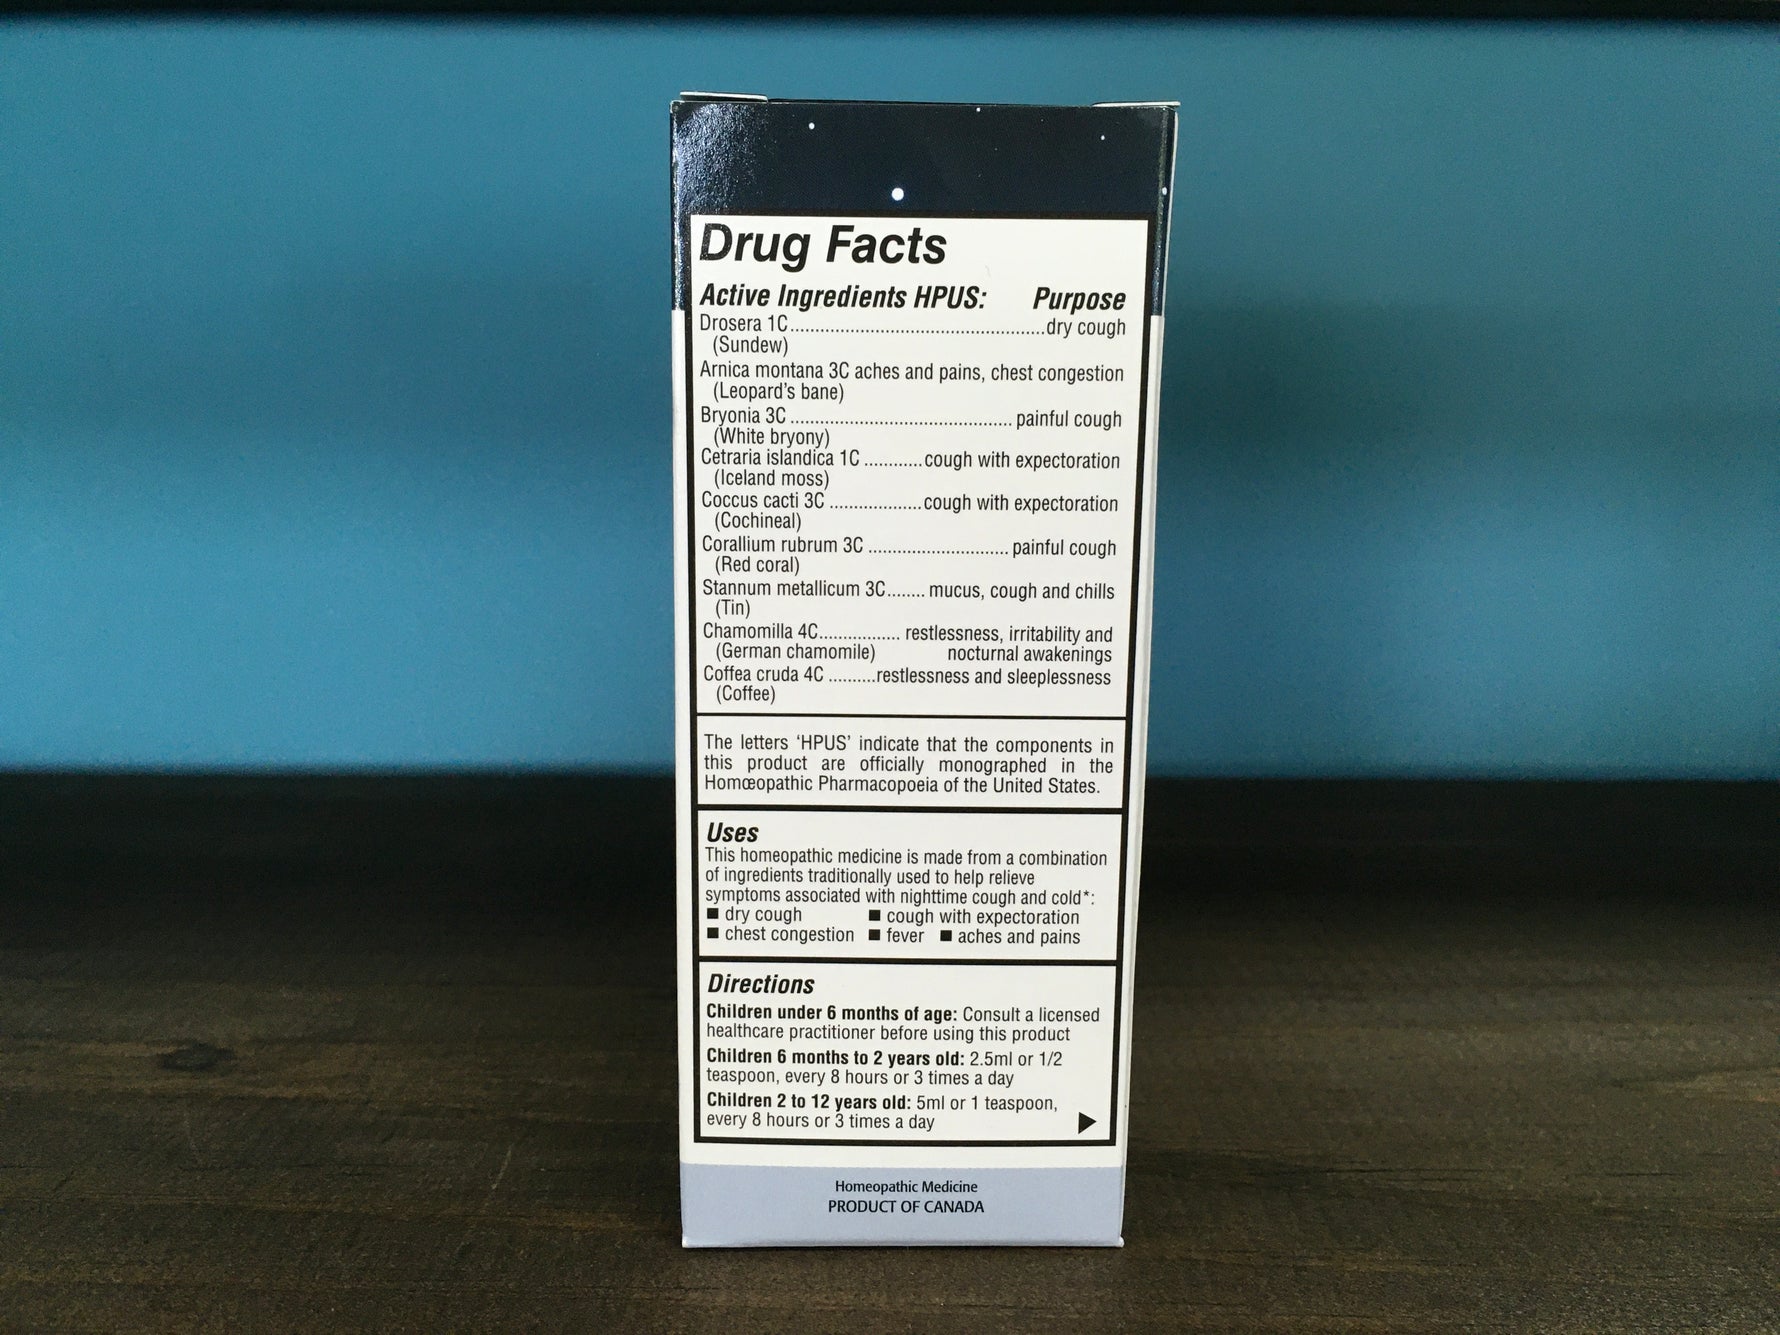 Drug Facts
Active Ingredients HPUS: Purpose
Drosera 1C.............................................dry cough
(Sundew)
Arnica montana 3C aches and pains, chest congestion
(Leopard's bane)
Bryonia 3C ........................................ painful cough
(White bryony)
Cetraria islandica 1C ............cough with expectoration
(Iceland moss)
Coccus cacti 3C ...................cough with expectoration
(Cochineal)
Corallium rubrum 3C ............................ painful cough
(Red coral)
Stannum metallicum 3C........ mucus, cough and chills
(Tin)
Chamomilla 4C................. restlessness, irritability and
(German chamomile) nocturnal awakenings
Coffea cruda 4C ..........restlessness and sleeplessness
(Coffee)
The letters 'HPUS' indicate that the components in
this product are officially monographed in the
Homœopathic Pharmacopoeia of the United States.
Uses
This homeopathic medicine is made from a combination
of ingredients traditionally used to help relieve
symptoms associated with nighttime cough and cold*:
■ dry cough ■ cough with expectoration
■ chest congestion ■ fever ■ aches and pains
Directions
Children under 6 months of age: Consult a licensed
healthcare practitioner before using this product
Children 6 months to 2 years old: 2.5ml or 1/2
teaspoon, every 8 hours or 3 times a day
Children 2 to 12 years old: 5ml or 1 teaspoon,
every 8 hours or 3 times a day
Homeopathic Medicine
PRODUCT OF CANADA